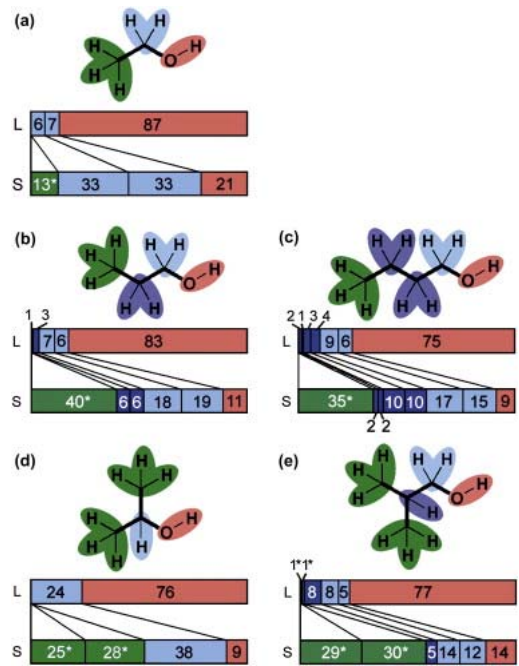 (a)
H H
H
H
H
O H
L 6 7 87
S 13* 33 33 21
(b)
H H H
H
H O H
H H
1 3
L 7 6 83
S 40* 6 6 18 19 11
(c)
H H H H
H
H O H
H H H
2 1 3 4
L 9 6 75
S 35* 10 10 17 15 9
2 2
(d)
H
H H
H O H
H
H H
L 24 76
S 25* 28* 38 9
(e)
H H H
H
H O H
H
H H
H
1* 1*
L 8 8 5 77
S 29* 30* 5 14 12 14